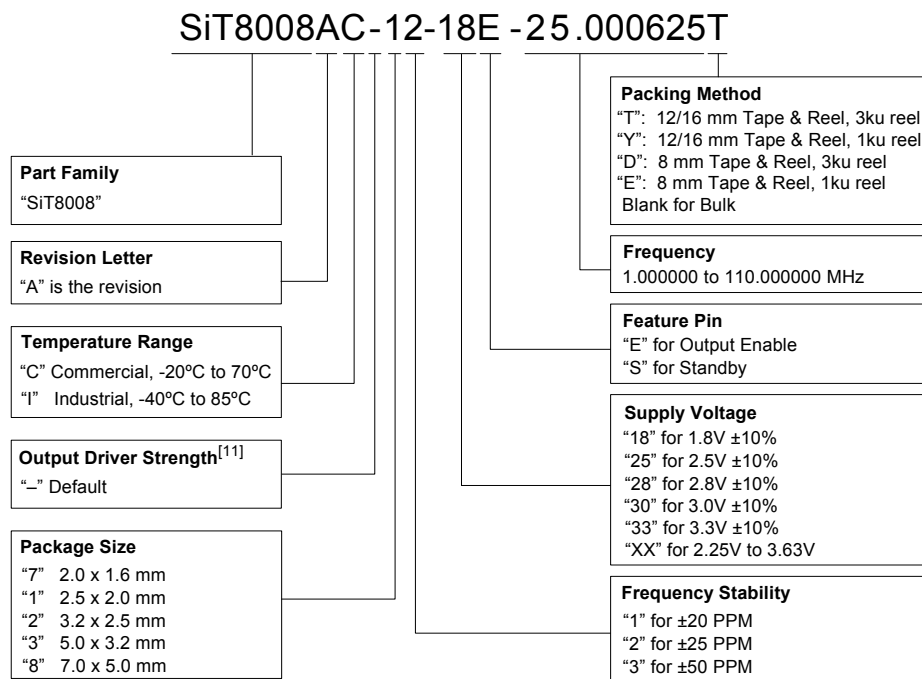 SiT8008AC-12-18E-25.000625T
Part Family
“SiT8008”
Revision Letter
“A” is the revision
Temperature Range
“C” Commercial, -20ºC to 70ºC
“I” Industrial, -40ºC to 85ºC
Output Driver Strength[11]
“–” Default
Package Size
“7” 2.0 x 1.6 mm
“1” 2.5 x 2.0 mm
“2” 3.2 x 2.5 mm
“3” 5.0 x 3.2 mm
“8” 7.0 x 5.0 mm
Packing Method
“T”: 12/16 mm Tape & Reel, 3ku reel
“Y”: 12/16 mm Tape & Reel, 1ku reel
“D”: 8 mm Tape & Reel, 3ku reel
“E”: 8 mm Tape & Reel, 1ku reel
Blank for Bulk
Frequency
1.000000 to 110.000000 MHz
Feature Pin
“E” for Output Enable
“S” for Standby
Supply Voltage
“18” for 1.8V ±10%
“25” for 2.5V ±10%
“28” for 2.8V ±10%
“30” for 3.0V ±10%
“33” for 3.3V ±10%
“XX” for 2.25V to 3.63V
Frequency Stability
“1” for ±20 PPM
“2” for ±25 PPM
“3” for ±50 PPM